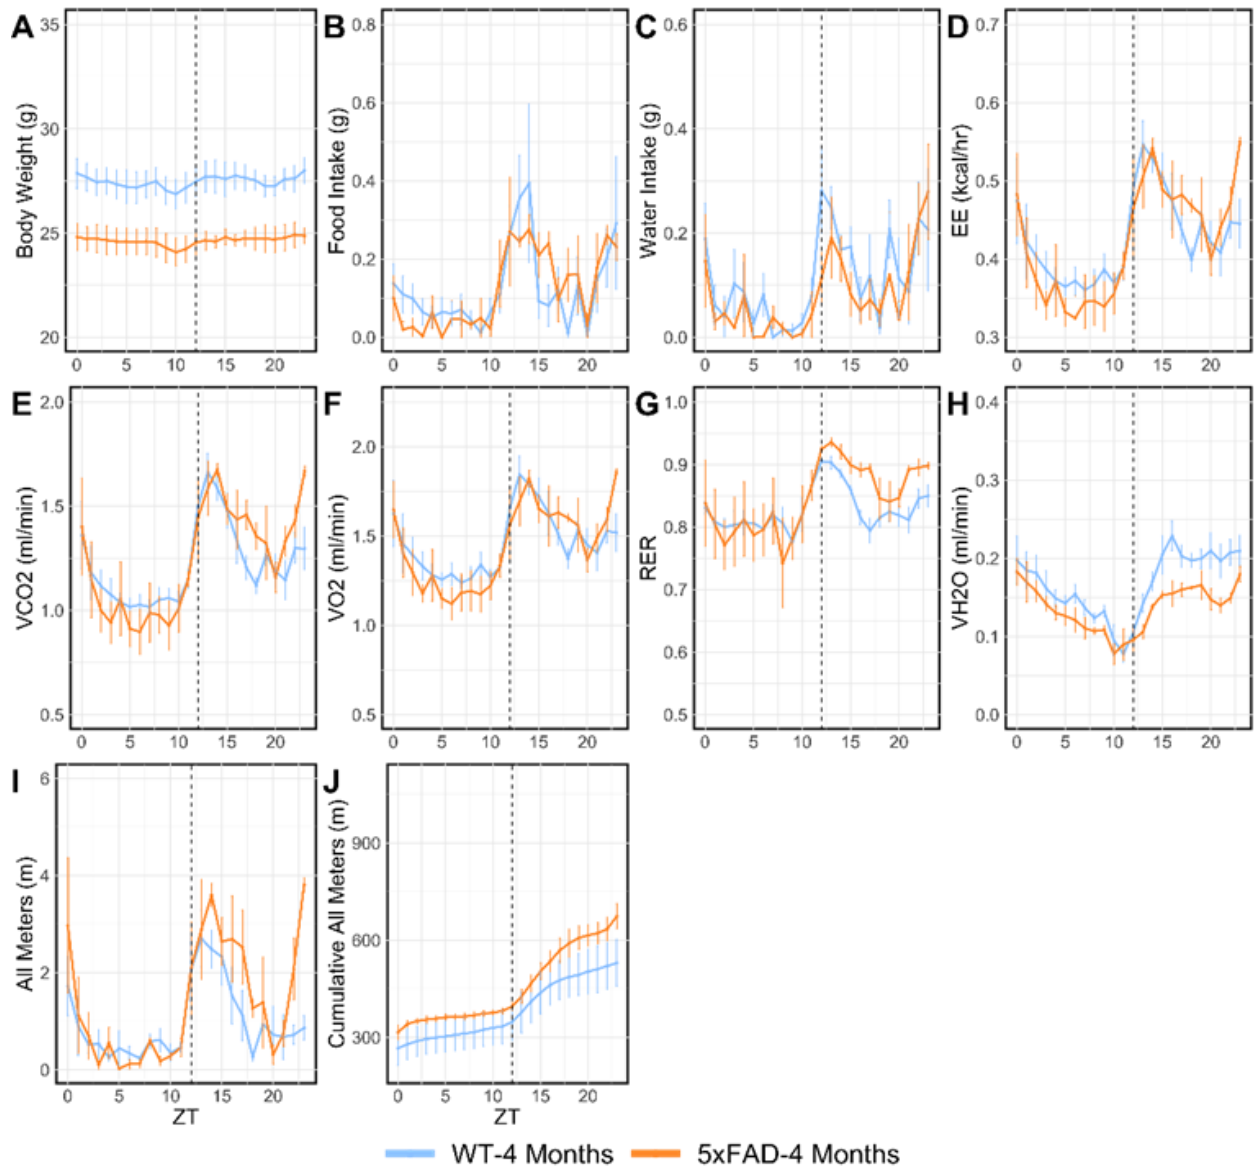 A
Body Weight (g)
35
30
25
20
0 5 10 15 20
B
Food Intake (g)
0.8
0.6
0.4
0.2
0.0
0 5 10 15 20
C
Water Intake (g)
0.6
0.4
0.2
0.0
0 5 10 15 20
D
EE (kcal/hr)
0.7
0.6
0.5
0.4
0.3
0 5 10 15 20
E
VCO2 (ml/min)
2.0
1.5
1.0
0.5
0 5 10 15 20
F
VO2 (ml/min)
2.0
1.5
1.0
0.5
0 5 10 15 20
G
RER
1.0
0.9
0.8
0.7
0.6
0.5
0 5 10 15 20
H
VH2O (ml/min)
0.4
0.3
0.2
0.1
0.0
0 5 10 15 20
I
All Meters (m)
6
4
2
0
0 5 10 15 20
ZT
J
Cumulative All Meters (m)
900
600
300
0 5 10 15 20
ZT
WT-4 Months 5xFAD-4 Months